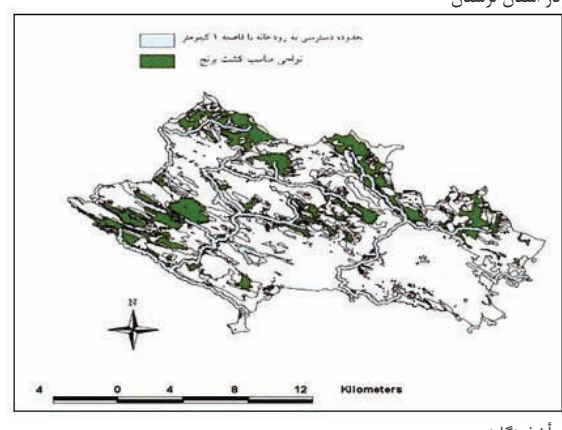 در استان لرستان
محدوده دسترسی به رودخانه با فاصله ۱ کیلومتر
نواحی مناسب کشت برنج
N
4 0 4 8 12 Kilometers